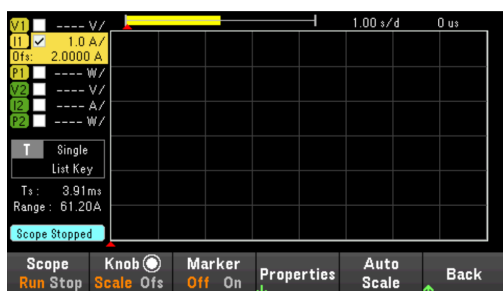 V1 ---- V/
I1 1.0 A/
Ofs: 2.0000 A
P1 ---- W/
V2 ---- V/
I2 ---- A/
P2 ---- W/
T Single
List Key
Ts: 3.91ms
Range: 61.20A
Scope Stopped
1.00 s/d 0 us
Scope
Run Stop
Knob
Scale Ofs
Marker
Off On
Properties
Auto
Scale
Back